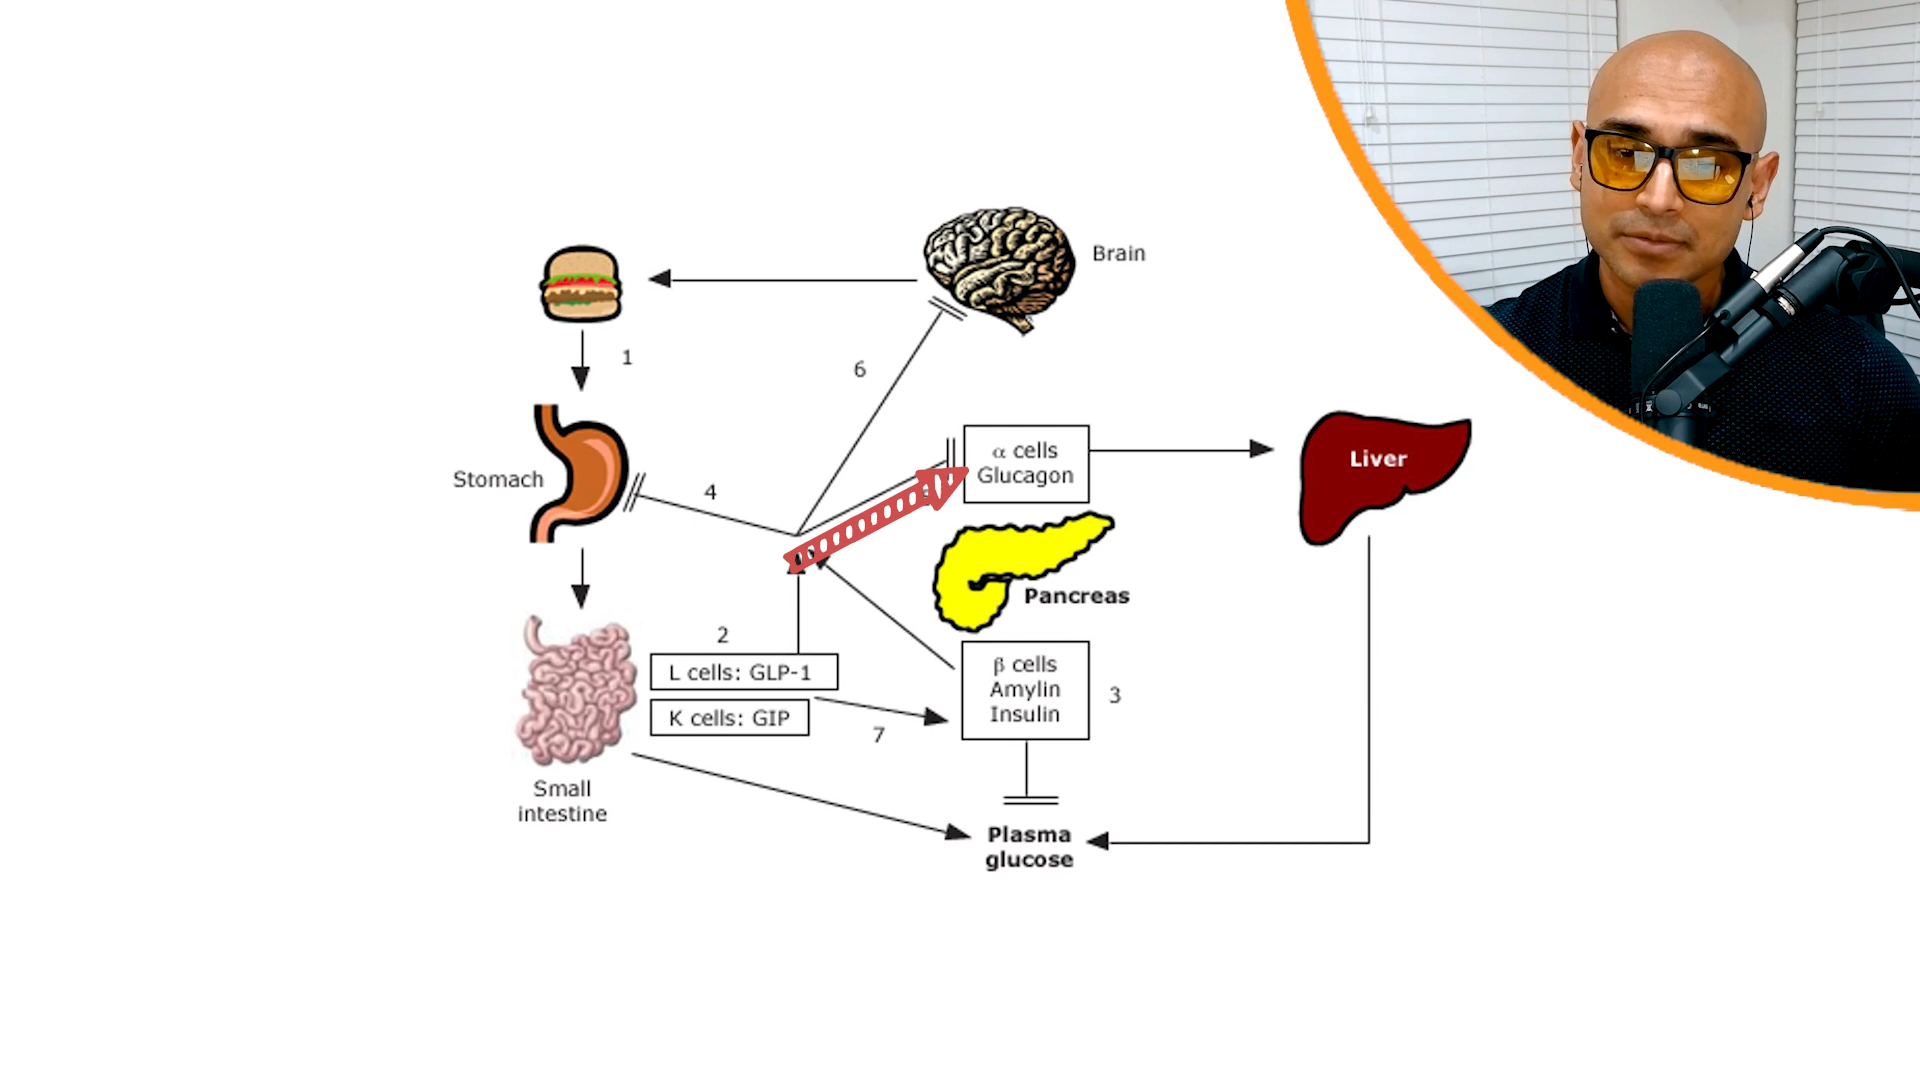 Brain
1
6
α cells
Glucagon
Liver
Stomach
4
Pancreas
2
L cells: GLP-1
K cells: GIP
7
β cells
Amylin
Insulin
3
Small
intestine
Plasma
glucose